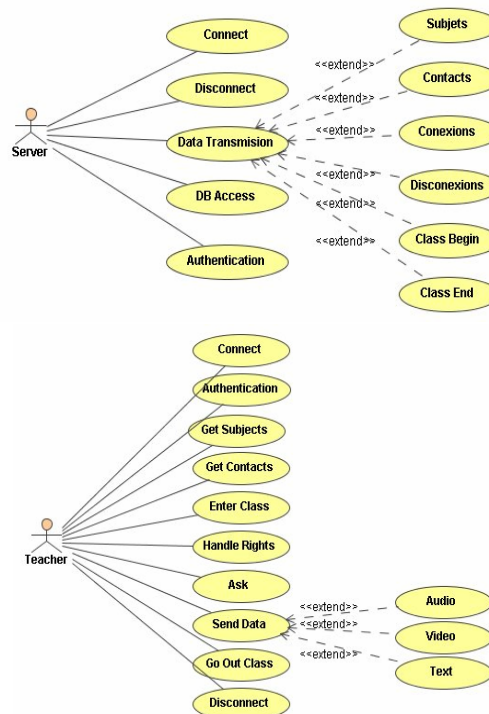 Connect
Disconnect
Data Transmision
DB Access
Authentication
Server
<<extend>>
<<extend>>
<<extend>>
<<extend>>
<<extend>>
<<extend>>
Subjets
Contacts
Conexions
Disconexions
Class Begin
Class End
Connect
Authentication
Get Subjects
Get Contacts
Enter Class
Handle Rights
Ask
Send Data
Go Out Class
Disconnect
Teacher
<<extend>>
<<extend>>
<<extend>>
Audio
Video
Text